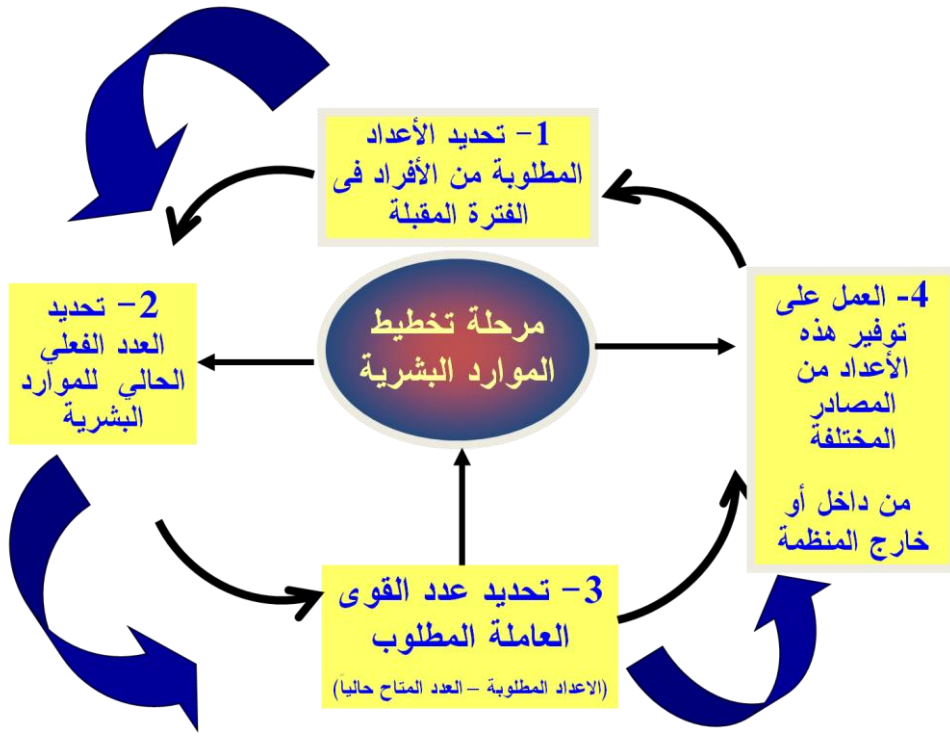 1- تحديد الأعداد
المطلوبة من الأفراد فى
الفترة المقبلة
2- تحديد
العدد الفعلي
الحالي للموارد
البشرية
مرحلة تخطيط
الموارد البشرية
3- تحديد عدد القوى
العاملة المطلوب
(الاعداد المطلوبة – العدد المتاح حالياً)
4- العمل على
توفير هذه
الأعداد من
المصادر
المختلفة
من داخل أو
خارج المنظمة